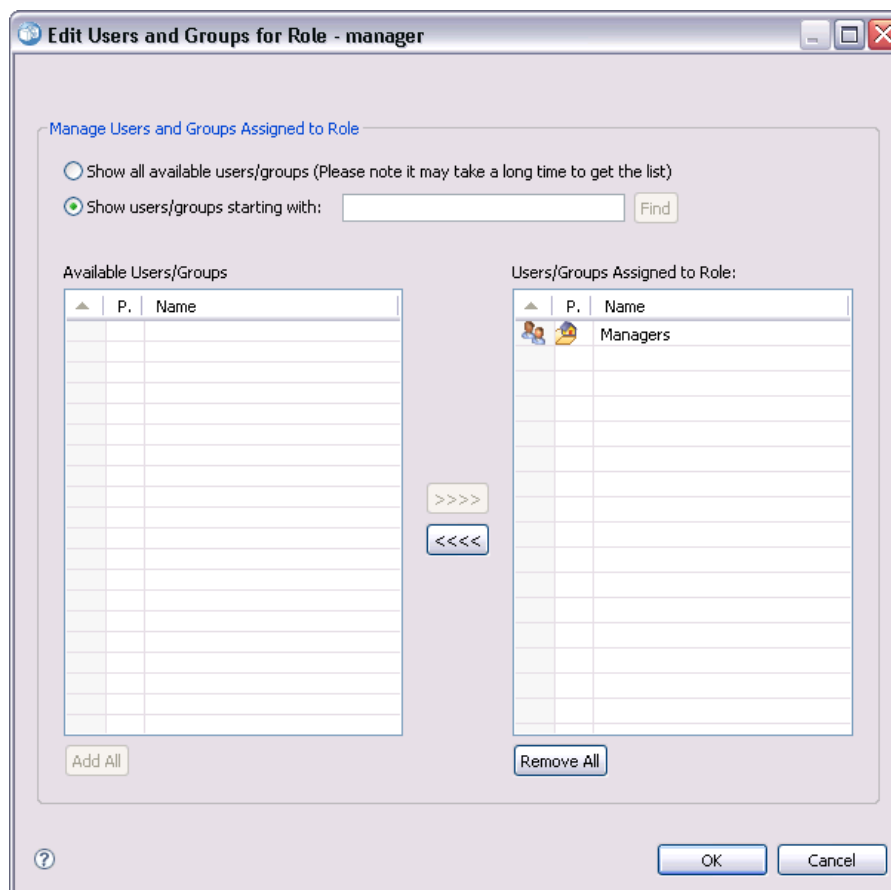 Edit Users and Groups for Role - manager
Manage Users and Groups Assigned to Role
Show all available users/groups (Please note it may take a long time to get the list)
Show users/groups starting with:
Find
Available Users/Groups
Users/Groups Assigned to Role:
P. Name
P. Name
Managers
>>>>
<<<<
Add All
Remove All
?
OK
Cancel